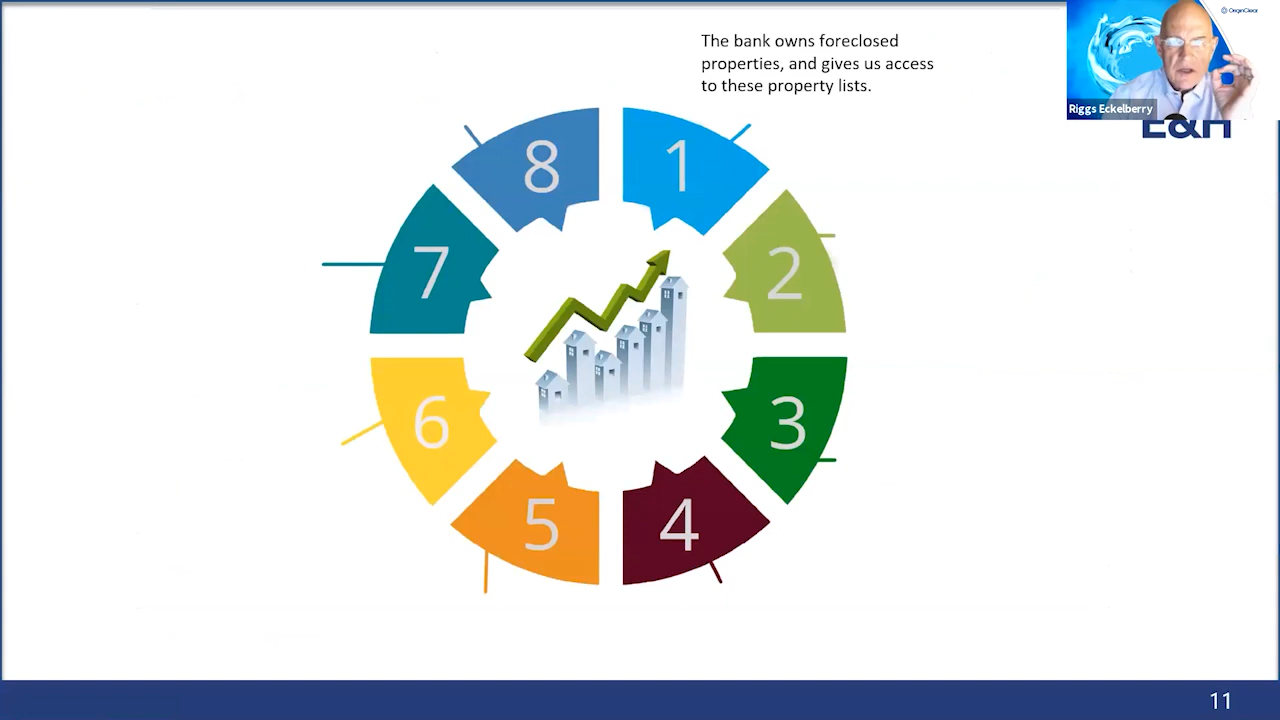 The bank owns foreclosed
properties, and gives us access
to these property lists.
OriginClear
Riggs Eckelberry
E&H
8
1
7
2
6
3
5
4
11